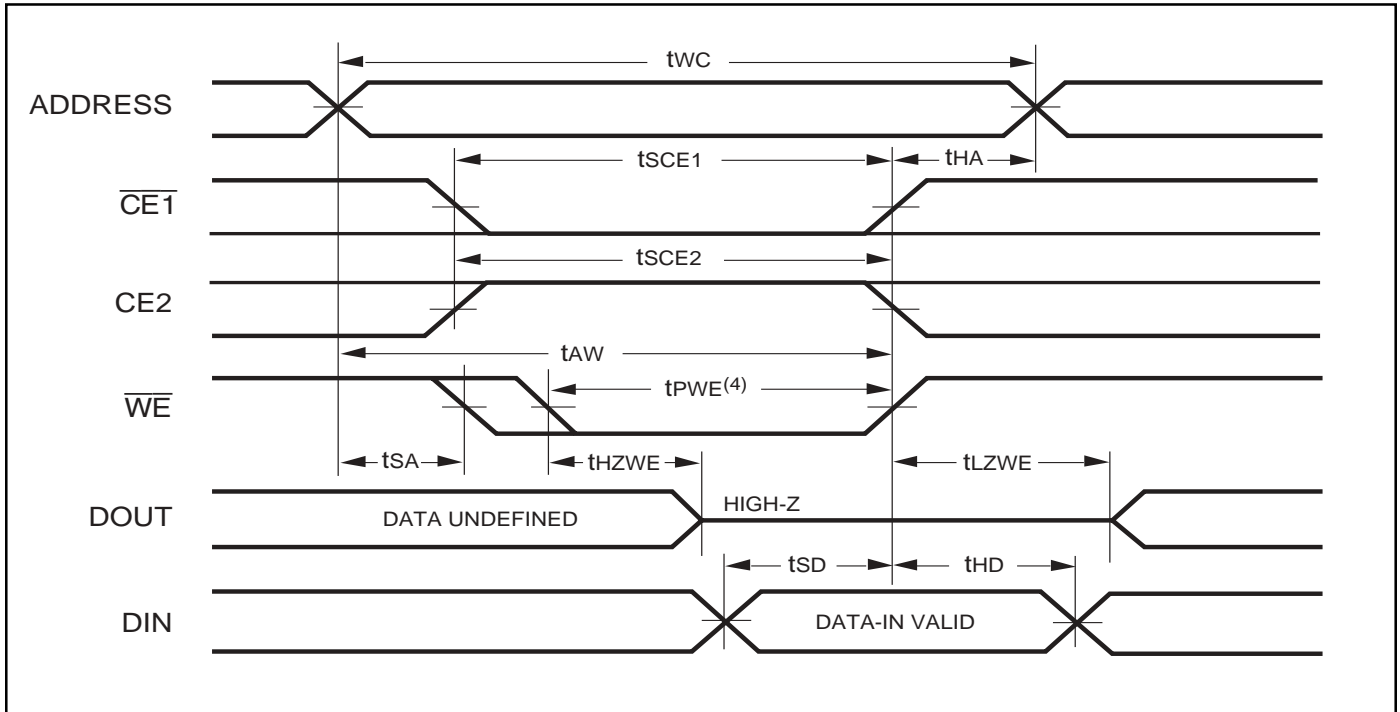 tWC
ADDRESS
tSCE1
tHA
CE1
tSCE2
CE2
tAW
tPWE(4)
WE
tSA
tHZWE
tLZWE
DOUT
DATA UNDEFINED
HIGH-Z
tSD
tHD
DIN
DATA-IN VALID